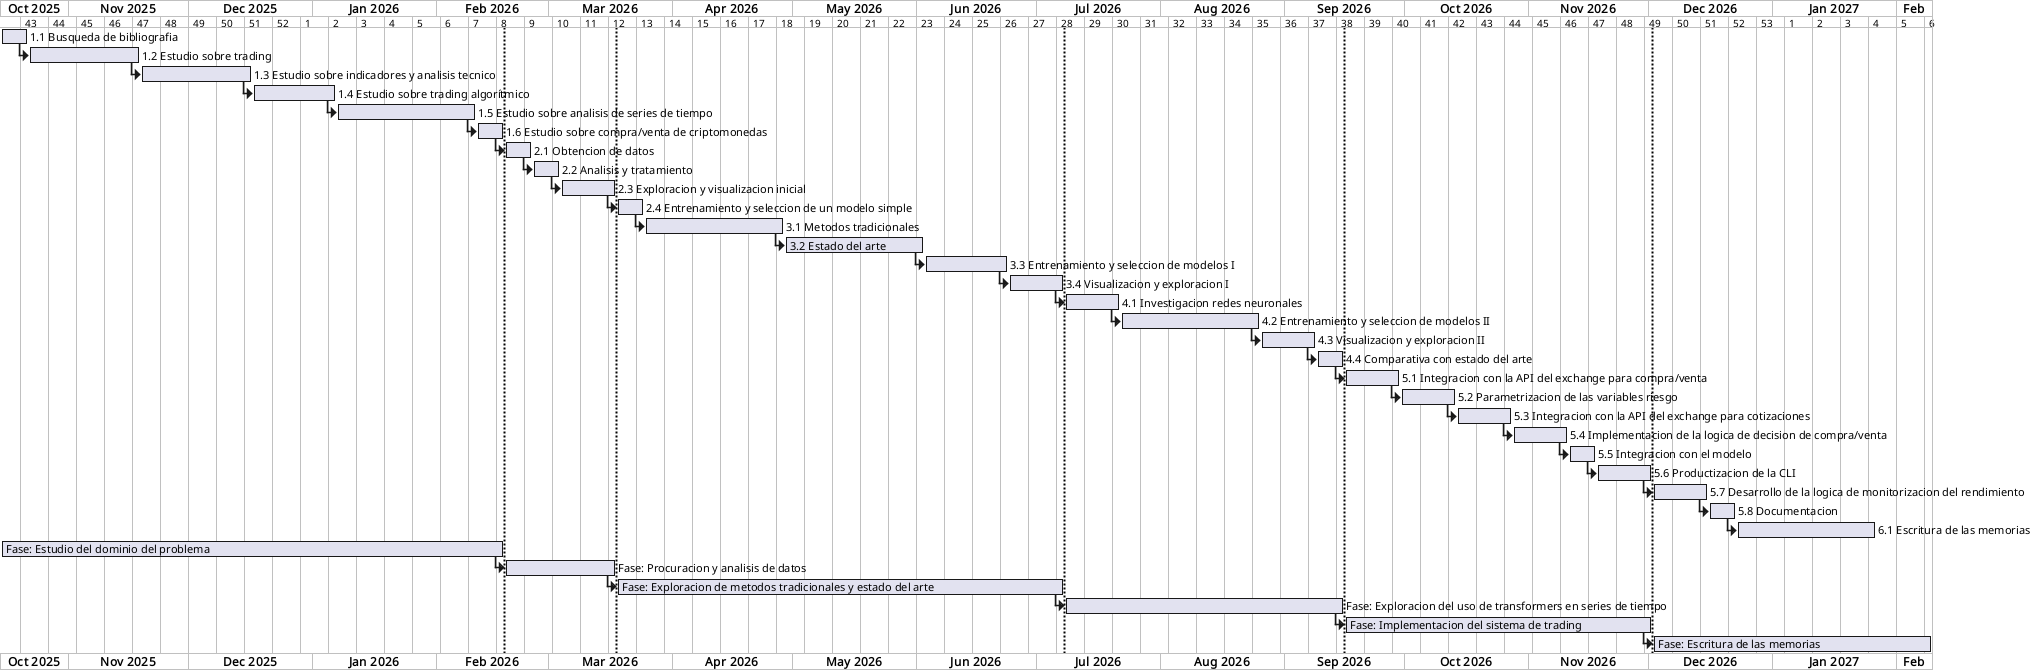 Oct 2025 Nov 2025 Dec 2025 Jan 2026 Feb 2026 Mar 2026 Apr 2026 May 2026 Jun 2026 Jul 2026 Aug 2026 Sep 2026 Oct 2026 Nov 2026 Dec 2026 Jan 2027 Feb
43 44 45 46 47 48 49 50 51 52 1 2 3 4 5 6 7 8 9 10 11 12 13 14 15 16 17 18 19 20 21 22 23 24 25 26 27 28 29 30 31 32 33 34 35 36 37 38 39 40 41 42 43 44 45 46 47 48 49 50 51 52 53 1 2 3 4 5 6
1.1 Busqueda de bibliografia
1.2 Estudio sobre trading
1.3 Estudio sobre indicadores y analisis tecnico
1.4 Estudio sobre trading algorítmico
1.5 Estudio sobre analisis de series de tiempo
1.6 Estudio sobre compra/venta de criptomonedas
2.1 Obtencion de datos
2.2 Analisis y tratamiento
2.3 Exploracion y visualizacion inicial
2.4 Entrenamiento y seleccion de un modelo simple
3.1 Metodos tradicionales
3.2 Estado del arte
3.3 Entrenamiento y seleccion de modelos I
3.4 Visualizacion y exploracion I
4.1 Investigacion redes neuronales
4.2 Entrenamiento y seleccion de modelos II
4.3 Visualizacion y exploracion II
4.4 Comparativa con estado del arte
5.1 Integracion con la API del exchange para compra/venta
5.2 Parametrizacion de las variables riesgo
5.3 Integracion con la API del exchange para cotizaciones
5.4 Implementacion de la logica de decision de compra/venta
5.5 Integracion con el modelo
5.6 Productizacion de la CLI
5.7 Desarrollo de la logica de monitorizacion del rendimiento
5.8 Documentacion
6.1 Escritura de las memorias
Fase: Estudio del dominio del problema
Fase: Procuracion y analisis de datos
Fase: Exploracion de metodos tradicionales y estado del arte
Fase: Exploracion del uso de transformers en series de tiempo
Fase: Implementacion del sistema de trading
Fase: Escritura de las memorias
Oct 2025 Nov 2025 Dec 2025 Jan 2026 Feb 2026 Mar 2026 Apr 2026 May 2026 Jun 2026 Jul 2026 Aug 2026 Sep 2026 Oct 2026 Nov 2026 Dec 2026 Jan 2027 Feb